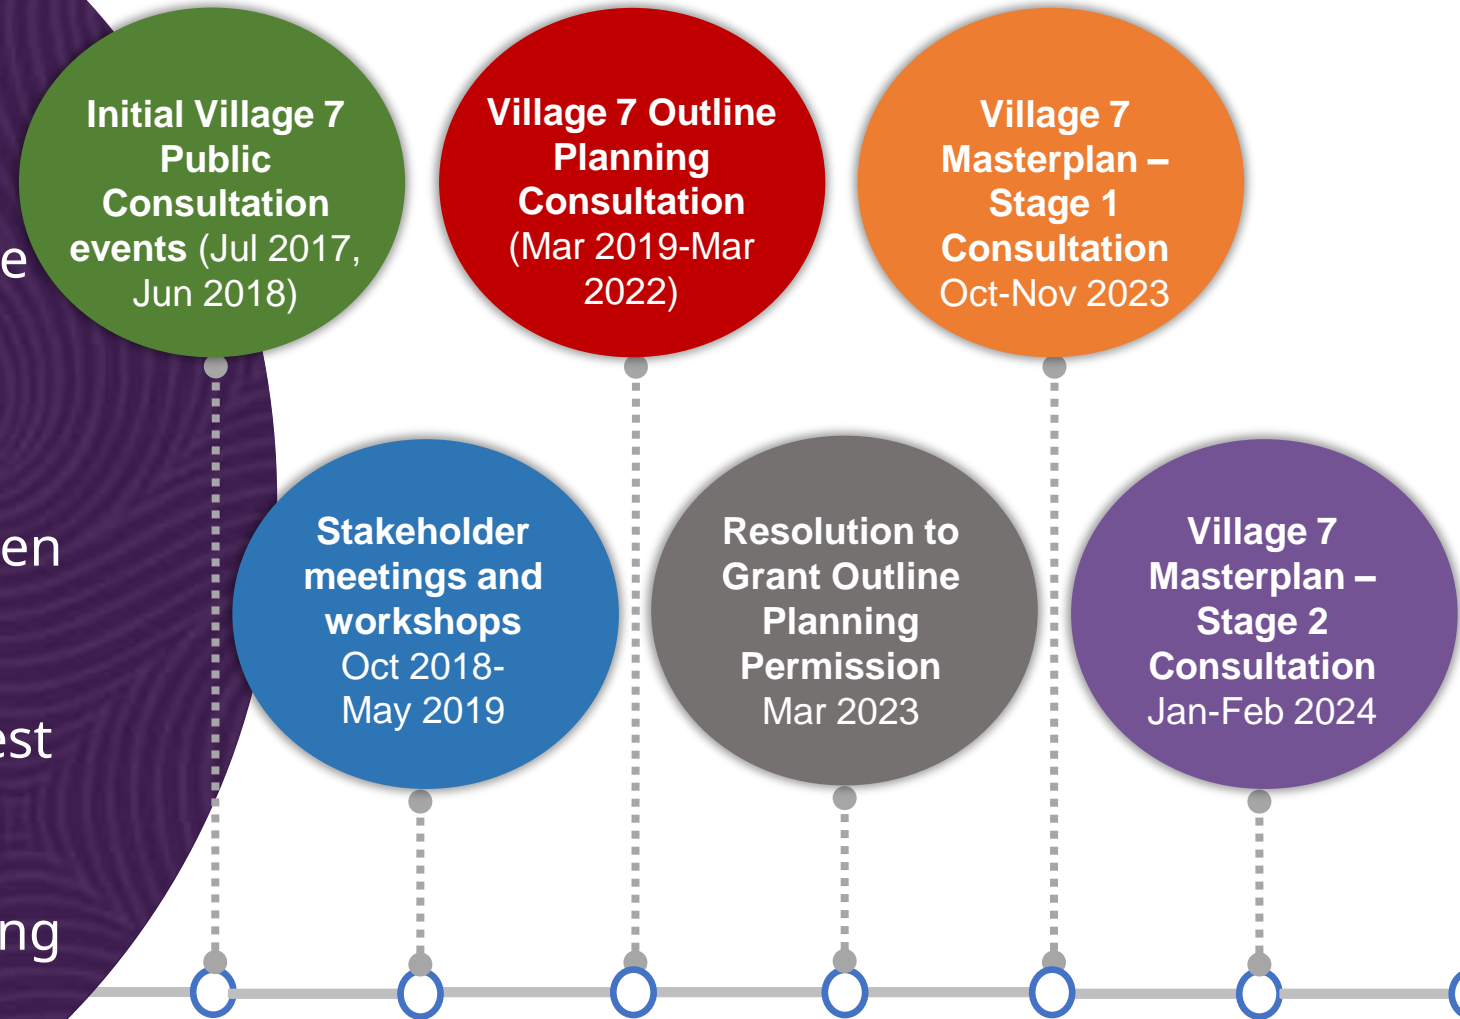 Initial Village 7
Public
Consultation
events (Jul 2017,
Jun 2018)
Village 7 Outline
Planning
Consultation
(Mar 2019-Mar
2022)
Village 7
Masterplan –
Stage 1
Consultation
Oct-Nov 2023
Stakeholder
meetings and
workshops
Oct 2018-
May 2019
Resolution to
Grant Outline
Planning
Permission
Mar 2023
Village 7
Masterplan –
Stage 2
Consultation
Jan-Feb 2024
e
en
est
ng